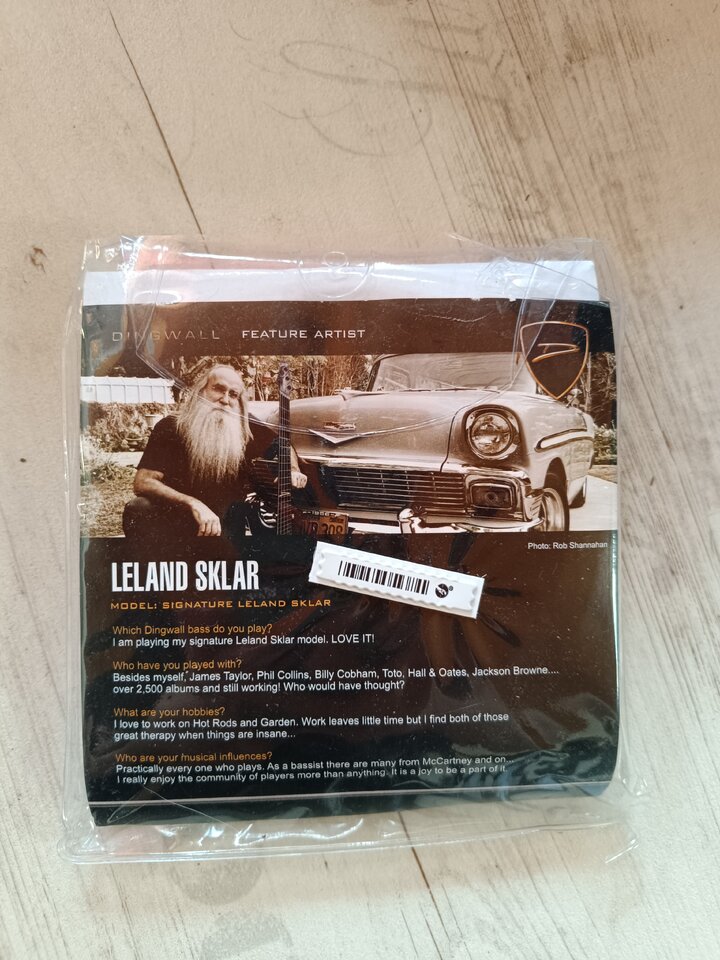 DINGWALL FEATURE ARTIST
Photo: Rob Shannahan
LELAND SKLAR
MODEL: SIGNATURE LELAND SKLAR
Which Dingwall bass do you play?
I am playing my signature Leland Sklar model. LOVE IT!
Who have you played with?
Besides myself, James Taylor, Phil Collins, Billy Cobham, Toto, Hall & Oates, Jackson Browne....
over 2,500 albums and still working! Who would have thought?
What are your hobbies?
I love to work on Hot Rods and Garden. Work leaves little time but I find both of those
great therapy when things are insane...
Who are your musical influences?
Practically every one who plays. As a bassist there are many from McCartney and on...
I really enjoy the community of players more than anything. It is a joy to be a part of it.